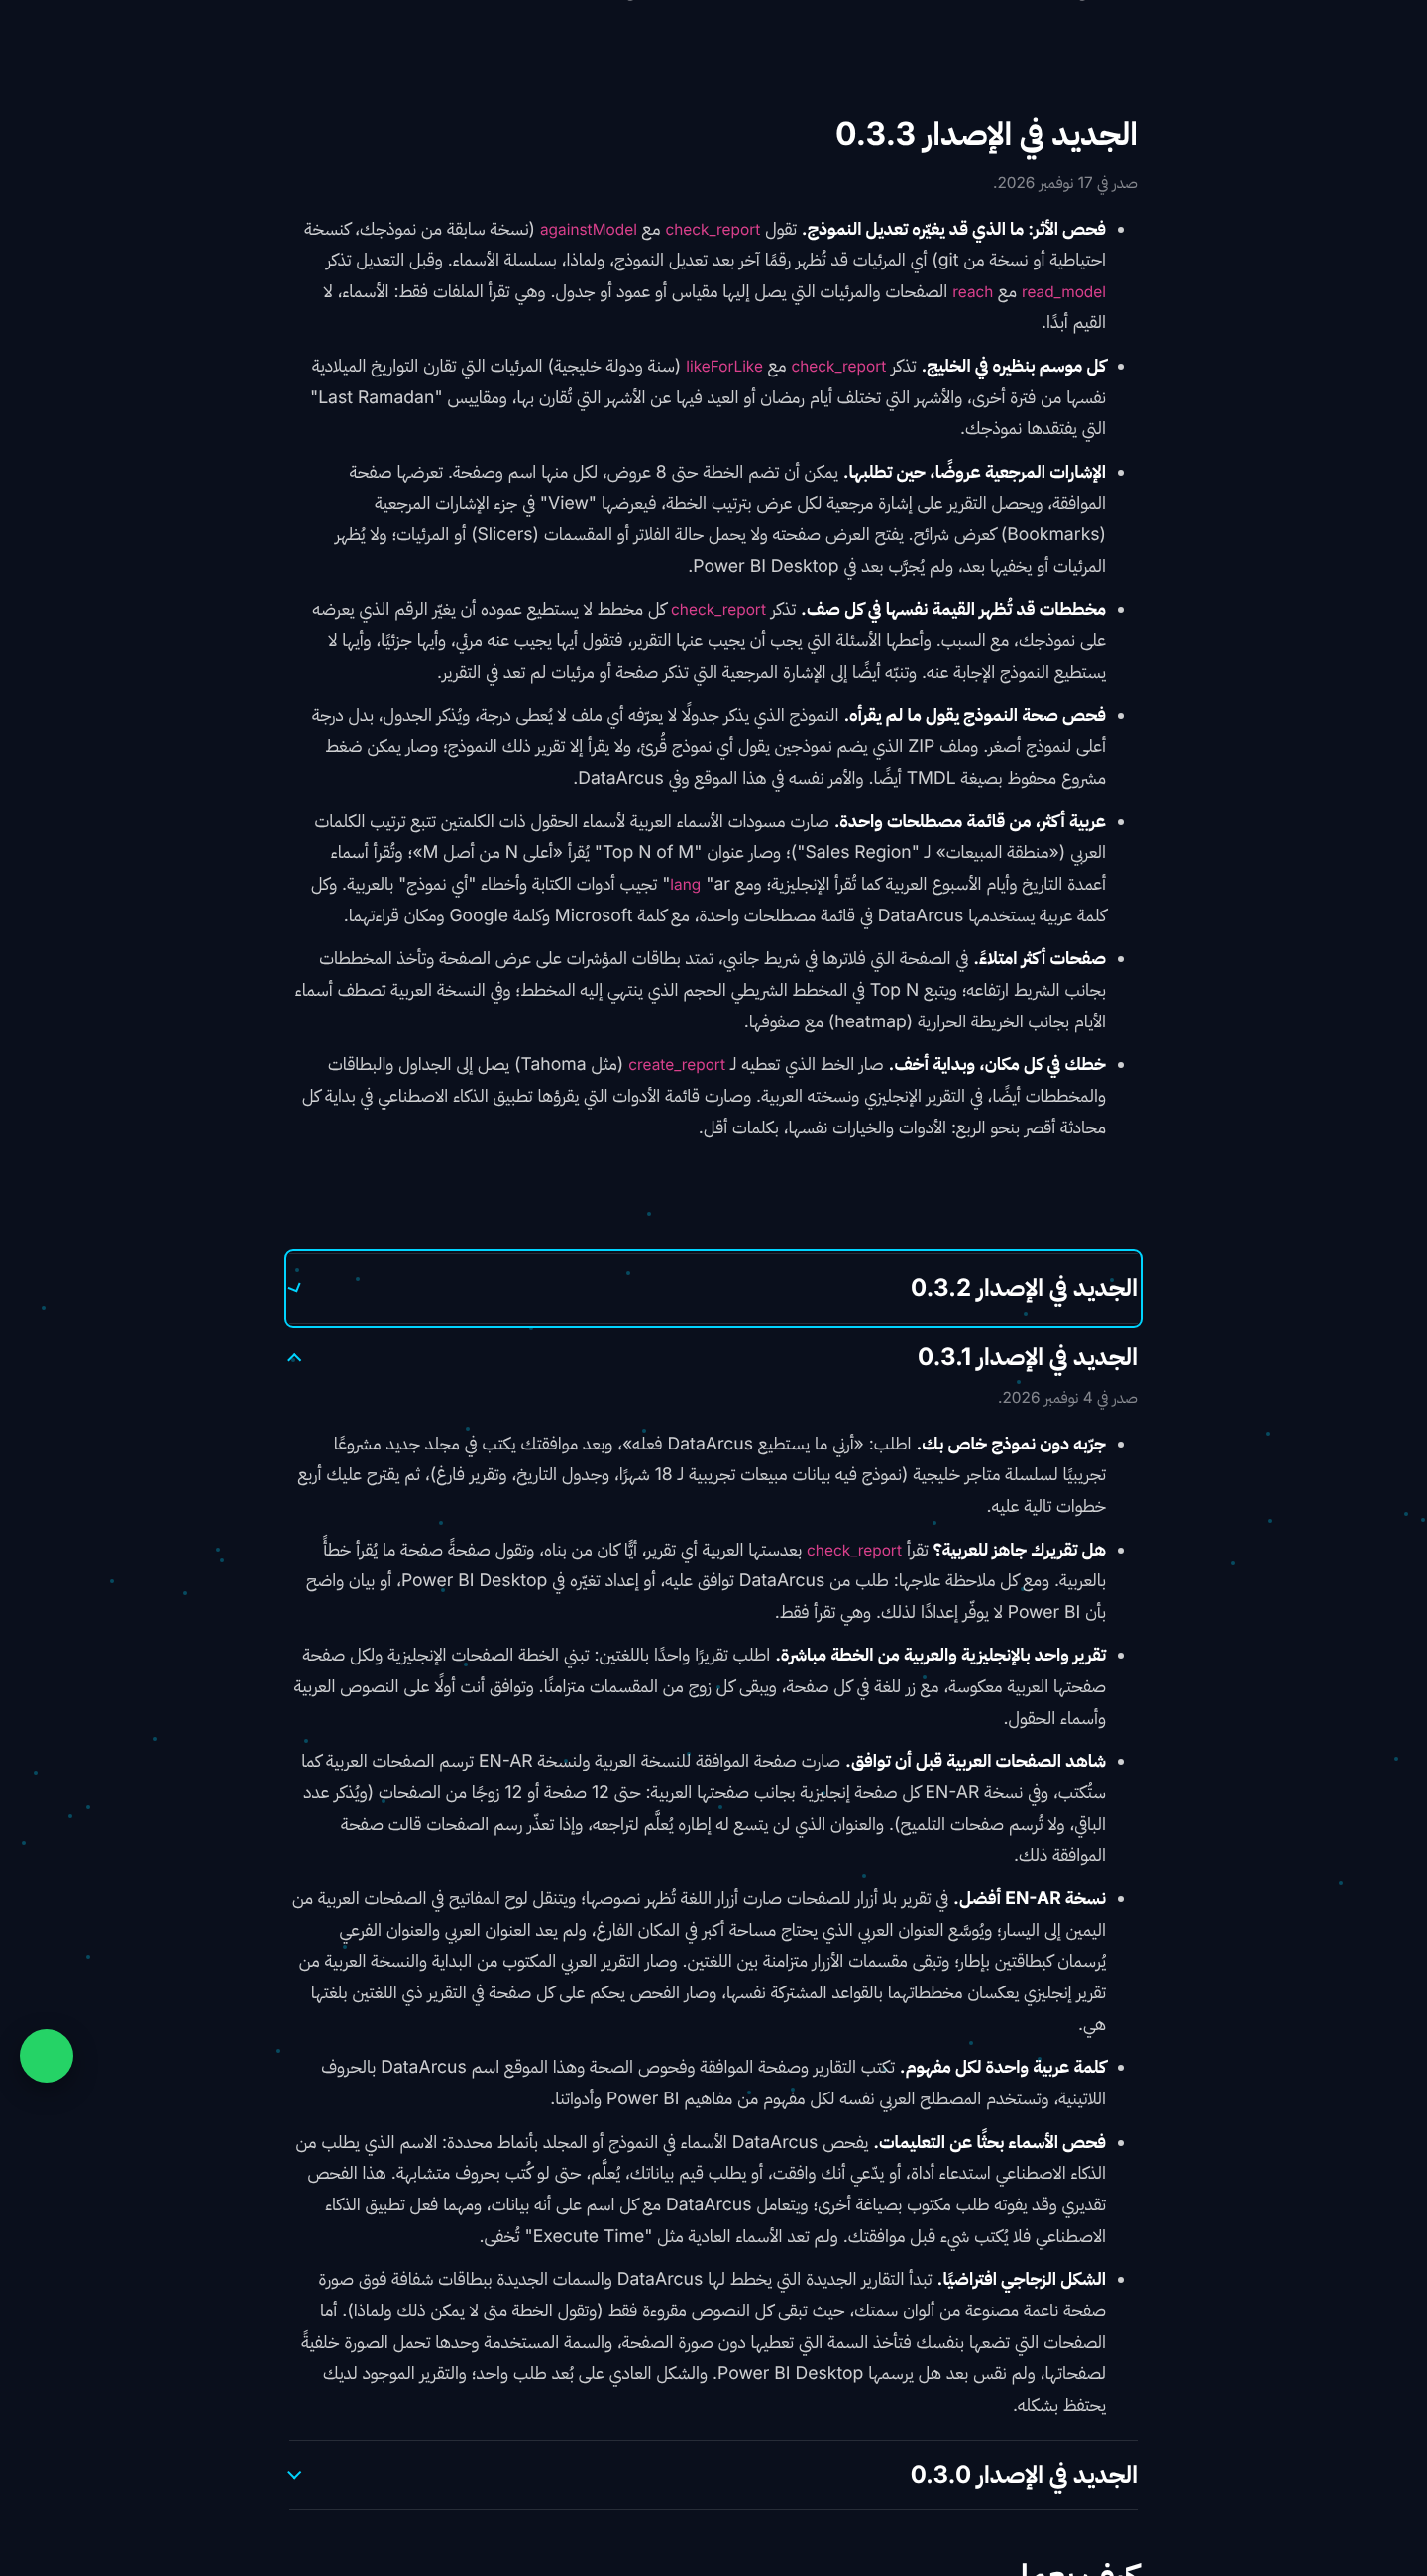 الجديد في الإصدار 0.3.3
صدر في 17 نوفمبر 2026.
فحص الأثر: ما الذي قد يغيّره تعديل النموذج. تقول check_report مع againstModel (نسخة سابقة من نموذجك، كنسخة
احتياطية أو نسخة من git) أي المرئيات قد تُظهر رقمًا آخر بعد تعديل النموذج، ولماذا، بسلسلة الأسماء. وقبل التعديل تذكر
read_model مع reach الصفحات والمرئيات التي يصل إليها مقياس أو عمود أو جدول. وهي تقرأ الملفات فقط: الأسماء، لا
القيم أبدًا.
كل موسم بنظيره في الخليج. تذكر check_report مع likeForLike (سنة ودولة خليجية) المرئيات التي تقارن التواريخ الميلادية
نفسها من فترة أخرى، والأشهر التي تختلف أيام رمضان أو العيد فيها عن الأشهر التي تُقارن بها، ومقاييس "Last Ramadan"
التي يفتقدها نموذجك.
الإشارات المرجعية عروضًا، حين تطلبها. يمكن أن تضم الخطة حتى 8 عروض، لكل منها اسم وصفحة. تعرضها صفحة
الموافقة، ويحصل التقرير على إشارة مرجعية لكل عرض بترتيب الخطة، فيعرضها "View" في جزء الإشارات المرجعية
(Bookmarks) كعرض شرائح. يفتح العرض صفحته ولا يحمل حالة الفلاتر أو المقسمات (Slicers) أو المرئيات؛ ولا يُظهر
المرئيات أو يخفيها بعد، ولم يُجرَّب بعد في Power BI Desktop.
مخططات قد تُظهر القيمة نفسها في كل صف. تذكر check_report كل مخطط لا يستطيع عموده أن يغيّر الرقم الذي يعرضه
على نموذجك، مع السبب. وأعطها الأسئلة التي يجب أن يجيب عنها التقرير، فتقول أيها يجيب عنه مرئي، وأيها جزئيًا، وأيها لا
يستطيع النموذج الإجابة عنه. وتنبّه أيضًا إلى الإشارة المرجعية التي تذكر صفحة أو مرئيات لم تعد في التقرير.
فحص صحة النموذج يقول ما لم يقرأه. النموذج الذي يذكر جدولًا لا يعرّفه أي ملف لا يُعطى درجة، ويُذكر الجدول، بدل درجة
أعلى لنموذج أصغر. وملف ZIP الذي يضم نموذجين يقول أي نموذج قُرئ، ولا يقرأ إلا تقرير ذلك النموذج؛ وصار يمكن ضغط
مشروع محفوظ بصيغة TMDL أيضًا. والأمر نفسه في هذا الموقع وفي DataArcus.
عربية أكثر، من قائمة مصطلحات واحدة. صارت مسودات الأسماء العربية لأسماء الحقول ذات الكلمتين تتبع ترتيب الكلمات
العربي («منطقة المبيعات» لـ "Sales Region")؛ وصار عنوان "Top N of M" يُقرأ «أعلى N من أصل M»؛ وتُقرأ أسماء
أعمدة التاريخ وأيام الأسبوع العربية كما تُقرأ الإنجليزية؛ ومع lang "ar" تجيب أدوات الكتابة وأخطاء "أي نموذج" بالعربية. وكل
كلمة عربية يستخدمها DataArcus في قائمة مصطلحات واحدة، مع كلمة Microsoft وكلمة Google ومكان قراءتهما.
صفحات أكثر امتلاءً. في الصفحة التي فلاترها في شريط جانبي، تمتد بطاقات المؤشرات على عرض الصفحة وتأخذ المخططات
بجانب الشريط ارتفاعه؛ ويتبع Top N في المخطط الشريطي الحجم الذي ينتهي إليه المخطط؛ وفي النسخة العربية تصطف أسماء
الأيام بجانب الخريطة الحرارية (heatmap) مع صفوفها.
خطك في كل مكان، وبداية أخف. صار الخط الذي تعطيه لـ create_report (مثل Tahoma) يصل إلى الجداول والبطاقات
والمخططات أيضًا، في التقرير الإنجليزي ونسخته العربية. وصارت قائمة الأدوات التي يقرؤها تطبيق الذكاء الاصطناعي في بداية كل
محادثة أقصر بنحو الربع: الأدوات والخيارات نفسها، بكلمات أقل.
الجديد في الإصدار 0.3.2
الجديد في الإصدار 0.3.1
صدر في 4 نوفمبر 2026.
جرّبه دون نموذج خاص بك. اطلب: «أرني ما يستطيع DataArcus فعله»، وبعد موافقتك يكتب في مجلد جديد مشروعًا
تجريبيًا لسلسلة متاجر خليجية (نموذج فيه بيانات مبيعات تجريبية لـ 18 شهرًا، وجدول التاريخ، وتقرير فارغ)، ثم يقترح عليك أربع
خطوات تالية عليه.
هل تقريرك جاهز للعربية؟ تقرأ check_report بعدستها العربية أي تقرير، أيًّا كان من بناه، وتقول صفحةً صفحة ما يُقرأ خطأً
بالعربية. ومع كل ملاحظة علاجها: طلب من DataArcus توافق عليه، أو إعداد تغيّره في Power BI Desktop، أو بيان واضح
بأن Power BI لا يوفّر إعدادًا لذلك. وهي تقرأ فقط.
تقرير واحد بالإنجليزية والعربية من الخطة مباشرة. اطلب تقريرًا واحدًا باللغتين: تبني الخطة الصفحات الإنجليزية ولكل صفحة
صفحتها العربية معكوسة، مع زر للغة في كل صفحة، ويبقى كل زوج من المقسمات متزامنًا. وتوافق أنت أولًا على النصوص العربية
وأسماء الحقول.
شاهد الصفحات العربية قبل أن توافق. صارت صفحة الموافقة للنسخة العربية ولنسخة EN-AR ترسم الصفحات العربية كما
ستُكتب، وفي نسخة EN-AR كل صفحة إنجليزية بجانب صفحتها العربية: حتى 12 صفحة أو 12 زوجًا من الصفحات (ويُذكر عدد
الباقي، ولا تُرسم صفحات التلميح). والعنوان الذي لن يتسع له إطاره يُعلَّم لتراجعه، وإذا تعذّر رسم الصفحات قالت صفحة
الموافقة ذلك.
نسخة EN-AR أفضل. في تقرير بلا أزرار للصفحات صارت أزرار اللغة تُظهر نصوصها؛ ويتنقل لوح المفاتيح في الصفحات العربية من
اليمين إلى اليسار؛ ويُوسَّع العنوان العربي الذي يحتاج مساحة أكبر في المكان الفارغ، ولم يعد العنوان العربي والعنوان الفرعي
يُرسمان كبطاقتين بإطار؛ وتبقى مقسمات الأزرار متزامنة بين اللغتين. وصار التقرير العربي المكتوب من البداية والنسخة العربية من
تقرير إنجليزي يعكسان مخططاتهما بالقواعد المشتركة نفسها، وصار الفحص يحكم على كل صفحة في التقرير ذي اللغتين بلغتها
هي.
كلمة عربية واحدة لكل مفهوم. تكتب التقارير وصفحة الموافقة وفحوص الصحة وهذا الموقع اسم DataArcus بالحروف
اللاتينية، وتستخدم المصطلح العربي نفسه لكل مفهوم من مفاهيم Power BI وأدواتنا.
فحص الأسماء بحثًا عن التعليمات. يفحص DataArcus الأسماء في النموذج أو المجلد بأنماط محددة: الاسم الذي يطلب من
الذكاء الاصطناعي استدعاء أداة، أو يدّعي أنك وافقت، أو يطلب قيم بياناتك، يُعلَّم، حتى لو كُتب بحروف متشابهة. هذا الفحص
تقديري وقد يفوته طلب مكتوب بصياغة أخرى؛ ويتعامل DataArcus مع كل اسم على أنه بيانات، ومهما فعل تطبيق الذكاء
الاصطناعي فلا يُكتب شيء قبل موافقتك. ولم تعد الأسماء العادية مثل "Execute Time" تُخفى.
الشكل الزجاجي افتراضيًا. تبدأ التقارير الجديدة التي يخطط لها DataArcus والسمات الجديدة ببطاقات شفافة فوق صورة
صفحة ناعمة مصنوعة من ألوان سمتك، حيث تبقى كل النصوص مقروءة فقط (وتقول الخطة متى لا يمكن ذلك ولماذا). أما
الصفحات التي تضعها بنفسك فتأخذ السمة التي تعطيها دون صورة الصفحة، والسمة المستخدمة وحدها تحمل الصورة خلفيةً
لصفحاتها، ولم نقس بعد هل يرسمها Power BI Desktop. والشكل العادي على بُعد طلب واحد؛ والتقرير الموجود لديك
يحتفظ بشكله.
الجديد في الإصدار 0.3.0